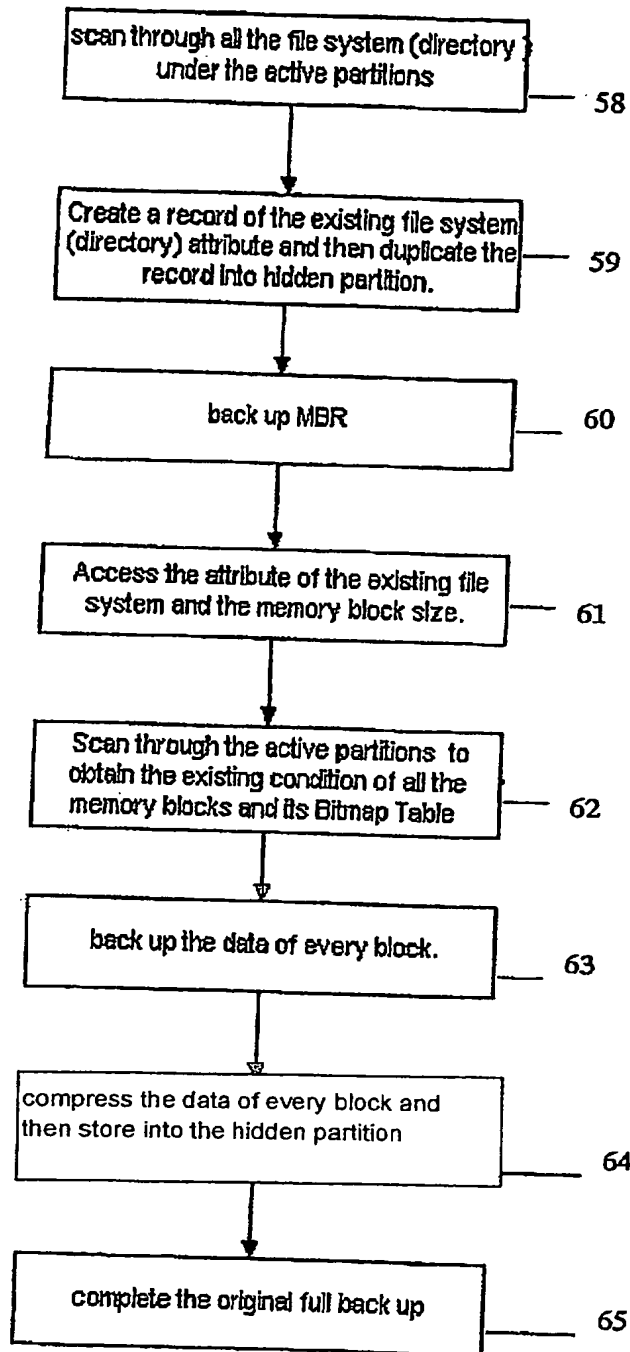 scan through all the file system (directory )
under the active partitions
58
Create a record of the existing file system
(directory) attribute and then duplicate the
record into hidden partition.
59
back up MBR
60
Access the attribute of the existing file
system and the memory block size.
61
Scan through the active partitions to
obtain the existing condition of all the
memory blocks and its Bitmap Table
62
back up the data of every block.
63
compress the data of every block and
then store into the hidden partition
64
complete the original full back up
65